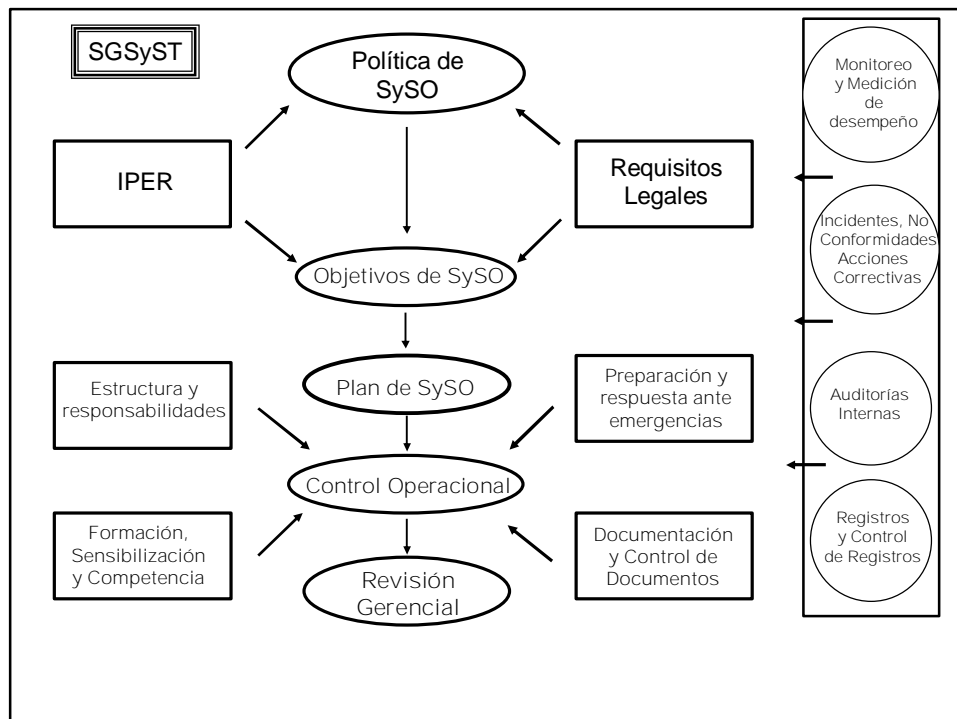 SGSyST
Política de
SySO
IPER
Requisitos
Legales
Objetivos de SySO
Estructura y
responsabilidades
Plan de SySO
Preparación y
respuesta ante
emergencias
Control Operacional
Formación,
Sensibilización
y Competencia
Documentación
y Control de
Documentos
Revisión
Gerencial
Monitoreo
y Medición
de
desempeño
Incidentes, No
Conformidades
Acciones
Correctivas
Auditorías
Internas
Registros
y Control
de Registros